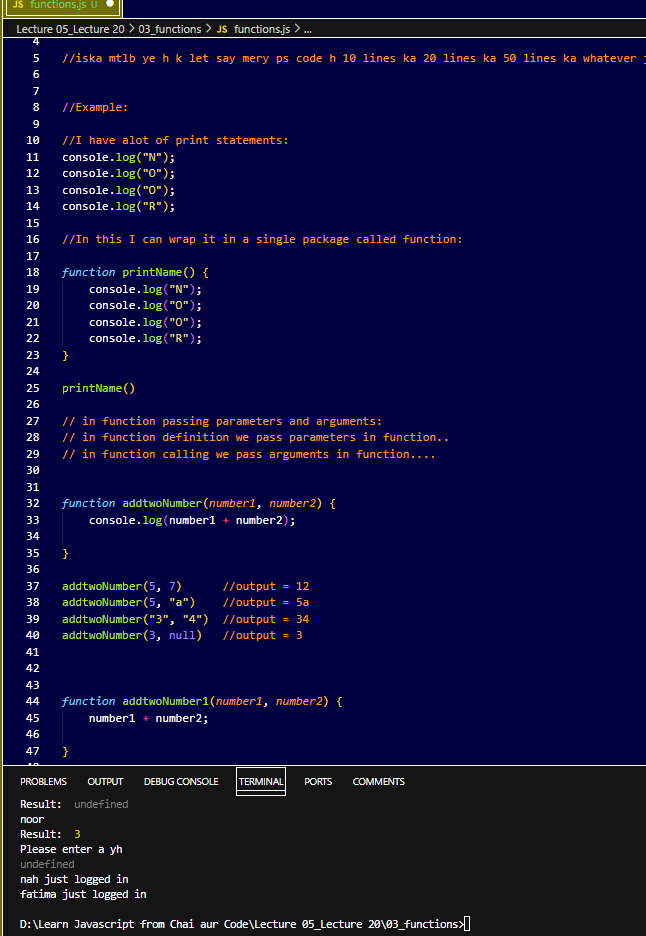 JS functions.js U
Lecture 05_Lecture 20 > 03_functions > JS functions.js > ...
4
5 //iska mtlb ye h k let say mery ps code h 10 lines ka 20 lines ka 50 lines ka whatever
6
7
8 //Example:
9
10 //I have alot of print statements:
11 console.log("N");
12 console.log("O");
13 console.log("O");
14 console.log("R");
15
16 //In this I can wrap it in a single package called function:
17
18 function printName() {
19 console.log("N");
20 console.log("O");
21 console.log("O");
22 console.log("R");
23 }
24
25 printName()
26
27 // in function passing parameters and arguments:
28 // in function definition we pass parameters in function..
29 // in function calling we pass arguments in function....
30
31
32 function addtwoNumber(number1, number2) {
33 console.log(number1 + number2);
34
35 }
36
37 addtwoNumber(5, 7) //output = 12
38 addtwoNumber(5, "a") //output = 5a
39 addtwoNumber("3", "4") //output = 34
40 addtwoNumber(3, null) //output = 3
41
42
43
44 function addtwoNumber1(number1, number2) {
45 number1 + number2;
46
47 }
PROBLEMS OUTPUT DEBUG CONSOLE TERMINAL PORTS COMMENTS
Result: undefined
noor
Result: 3
Please enter a yh
undefined
nah just logged in
fatima just logged in
D:\Learn Javascript from Chai aur Code\Lecture 05_Lecture 20\03_functions>